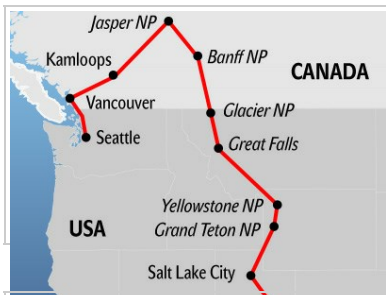 Jasper NP
Kamloops
Banff NP
CANADA
Vancouver
Glacier NP
Seattle
Great Falls
Yellowstone NP
USA
Grand Teton NP
Salt Lake City